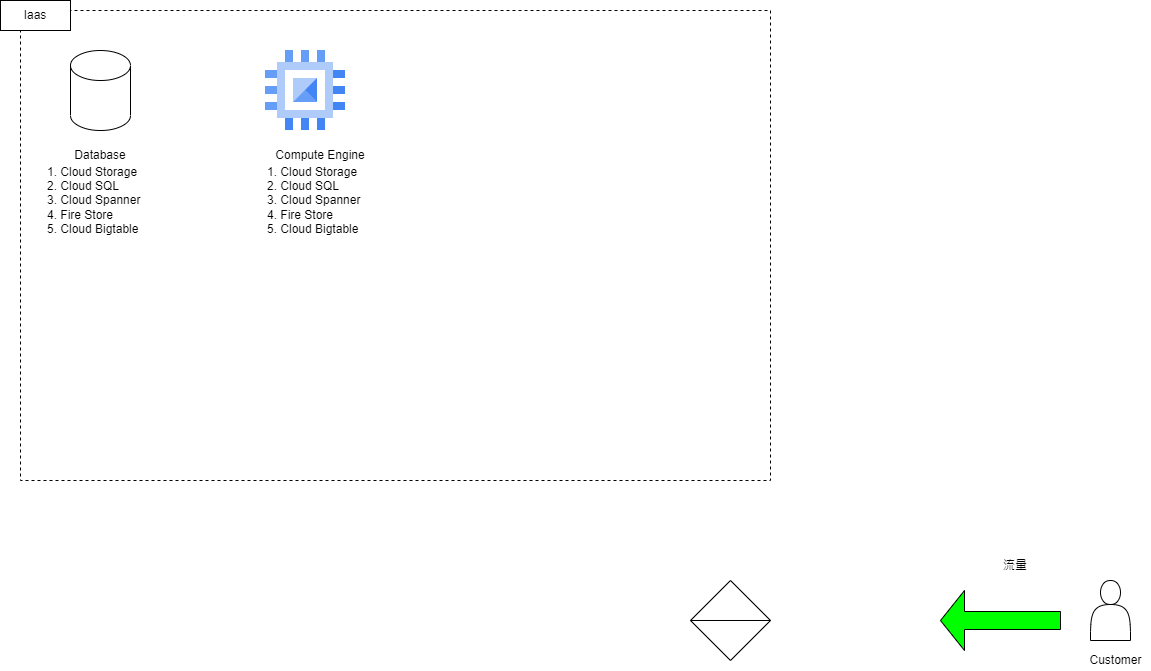 Iaas
Database
1. Cloud Storage
2. Cloud SQL
3. Cloud Spanner
4. Fire Store
5. Cloud Bigtable
Compute Engine
1. Cloud Storage
2. Cloud SQL
3. Cloud Spanner
4. Fire Store
5. Cloud Bigtable
流量
Customer